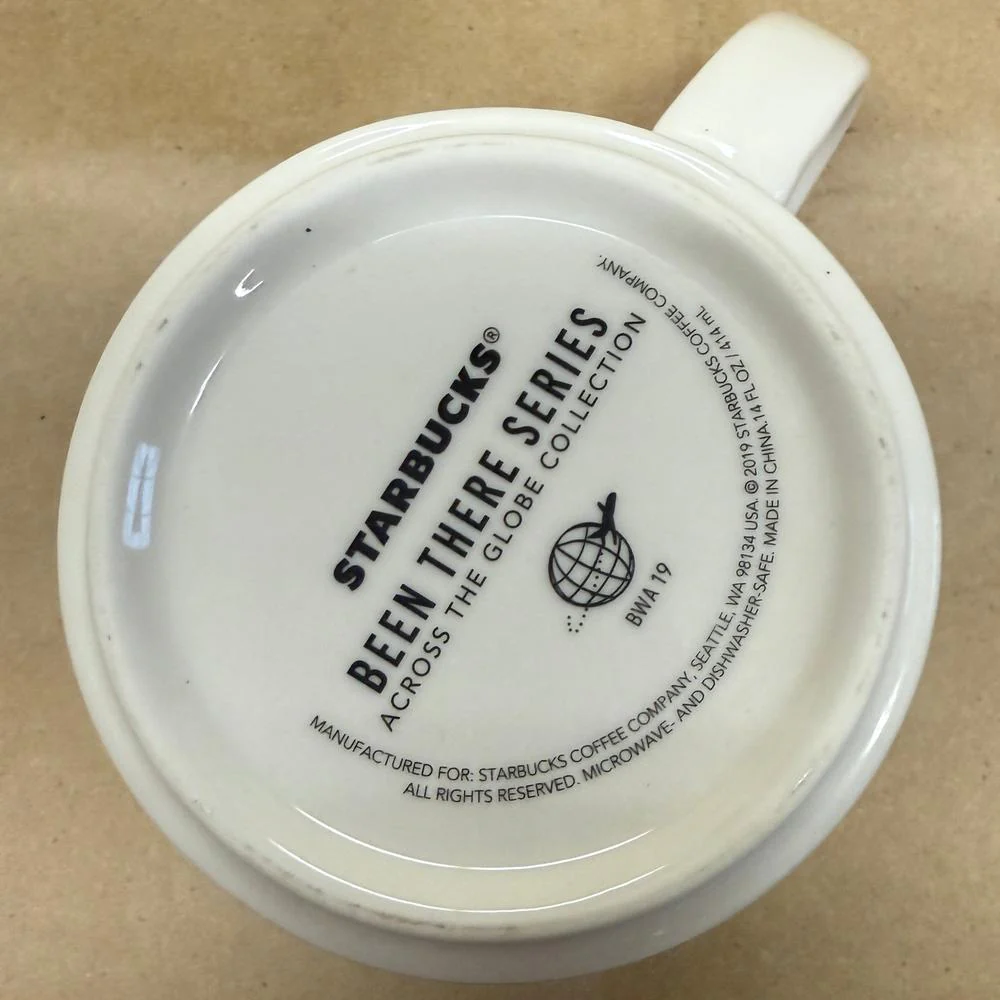 STARBUCKS®
BEEN THERE SERIES
ACROSS THE GLOBE COLLECTION
BWA 19
MANUFACTURED FOR: STARBUCKS COFFEE COMPANY, SEATTLE, WA 98134 USA. © 2019 STARBUCKS COFFEE COMPANY.
ALL RIGHTS RESERVED. MICROWAVE- AND DISHWASHER-SAFE. MADE IN CHINA.14 FL OZ / 414 mL